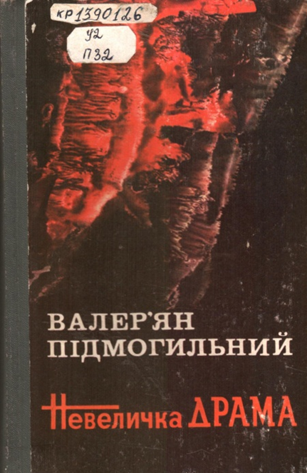 КР1390126
У2
П32
ВАЛЕР'ЯН
ПІДМОГИЛЬНИЙ
Невеличка ДРАМА